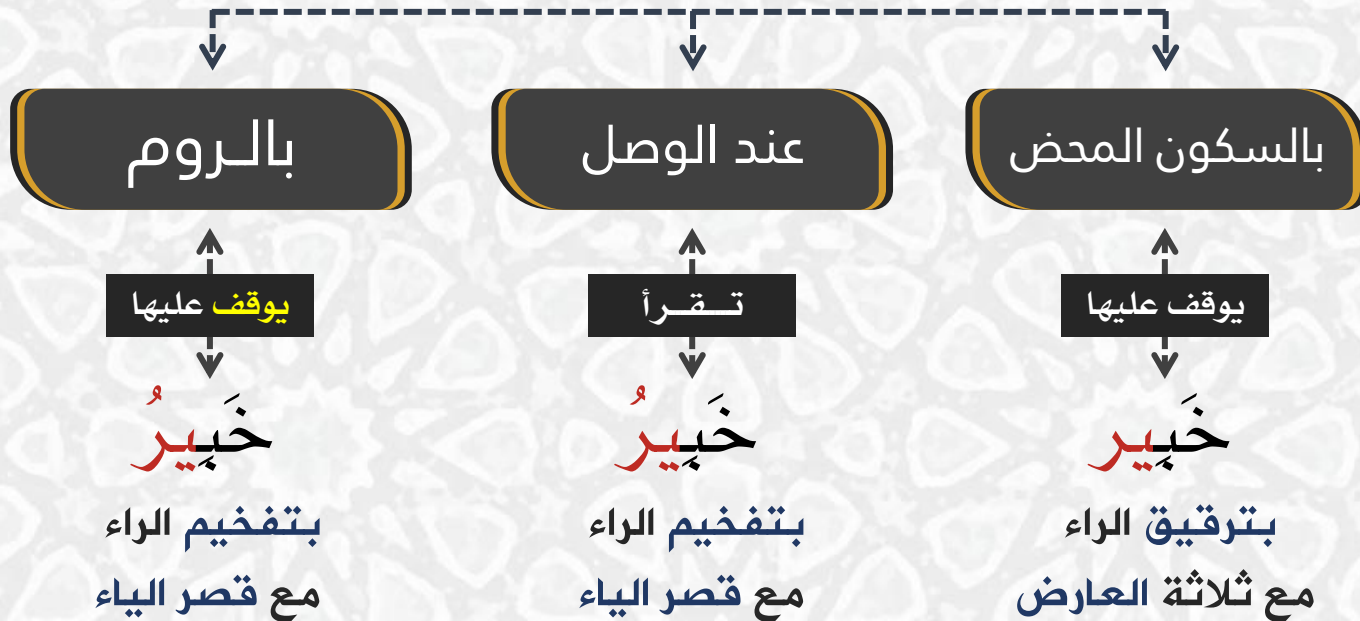 بالسكون المحض
عند الوصل
بالـروم
يوقف عليها
تــقــرأ
يوقف عليها
خَبِير
خَبِيرُ
خَبِيرُ
بترقيق الراء
بتفخيم الراء
بتفخيم الراء
مع ثلاثة العارض
مع قصر الياء
مع قصر الياء